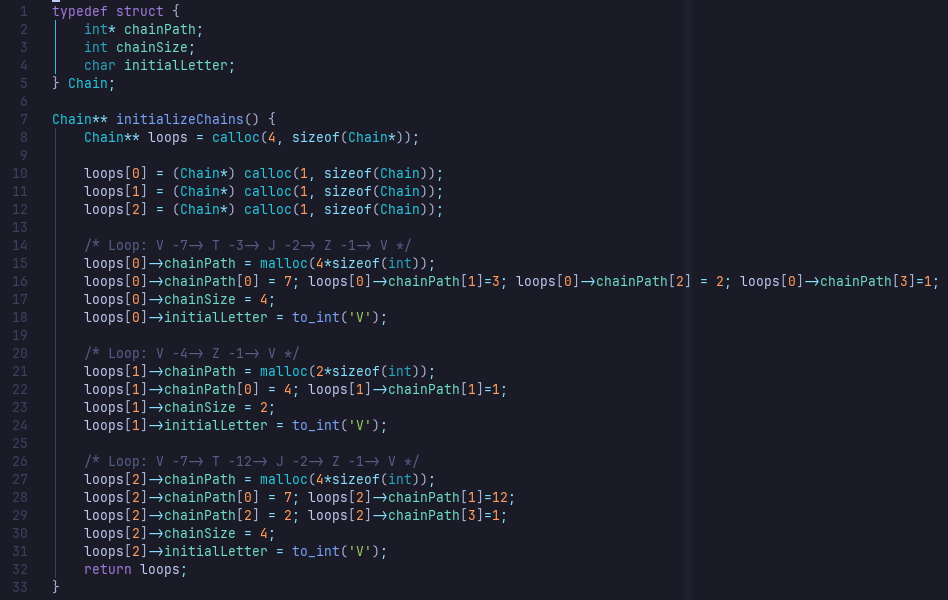 1 typedef struct {
2     int* chainPath;
3     int chainSize;
4     char initialLetter;
5 } Chain;
6
7 Chain** initializeChains() {
8     Chain** loops = calloc(4, sizeof(Chain*));
9
10     loops[0] = (Chain*) calloc(1, sizeof(Chain));
11     loops[1] = (Chain*) calloc(1, sizeof(Chain));
12     loops[2] = (Chain*) calloc(1, sizeof(Chain));
13
14     /* Loop: V -7-> T -3-> J -2-> Z -1-> V */
15     loops[0]->chainPath = malloc(4*sizeof(int));
16     loops[0]->chainPath[0] = 7; loops[0]->chainPath[1]=3; loops[0]->chainPath[2] = 2; loops[0]->chainPath[3]=1;
17     loops[0]->chainSize = 4;
18     loops[0]->initialLetter = to_int('V');
19
20     /* Loop: V -4-> Z -1-> V */
21     loops[1]->chainPath = malloc(2*sizeof(int));
22     loops[1]->chainPath[0] = 4; loops[1]->chainPath[1]=1;
23     loops[1]->chainSize = 2;
24     loops[1]->initialLetter = to_int('V');
25
26     /* Loop: V -7-> T -12-> J -2-> Z -1-> V */
27     loops[2]->chainPath = malloc(4*sizeof(int));
28     loops[2]->chainPath[0] = 7; loops[2]->chainPath[1]=12;
29     loops[2]->chainPath[2] = 2; loops[2]->chainPath[3]=1;
30     loops[2]->chainSize = 4;
31     loops[2]->initialLetter = to_int('V');
32     return loops;
33 }